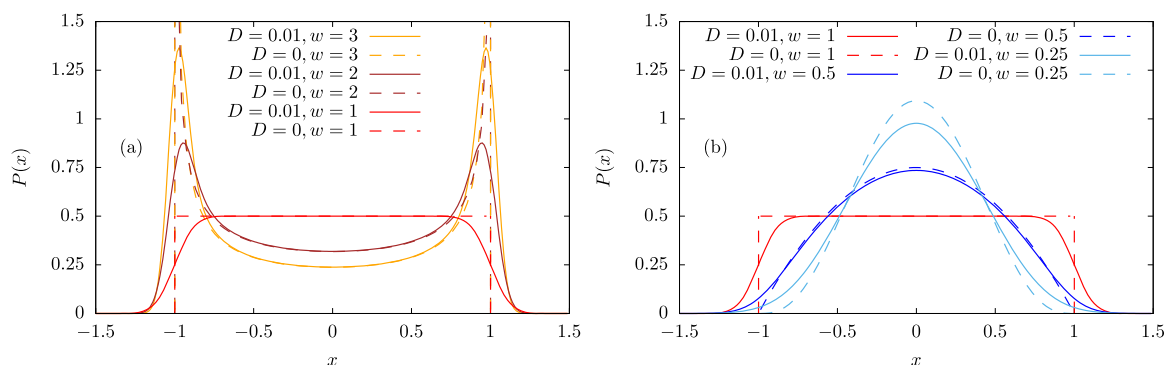 P(x)
1.5
1.25
1
0.75
0.5
0.25
0
−1.5
−1
−0.5
0
0.5
1
1.5
x
(a)
D = 0.01, w = 3
D = 0, w = 3
D = 0.01, w = 2
D = 0, w = 2
D = 0.01, w = 1
D = 0, w = 1
P(x)
1.5
1.25
1
0.75
0.5
0.25
0
−1.5
−1
−0.5
0
0.5
1
1.5
x
(b)
D = 0.01, w = 1
D = 0, w = 1
D = 0.01, w = 0.5
D = 0, w = 0.5
D = 0.01, w = 0.25
D = 0, w = 0.25